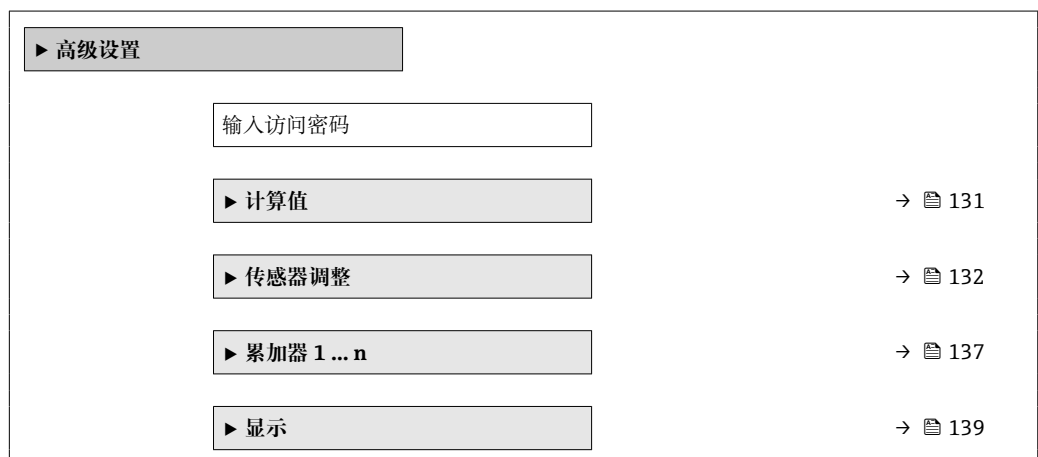 ▶ 高级设置
输入访问密码
▶ 计算值 → 131
▶ 传感器调整 → 132
▶ 累加器 1 … n → 137
▶ 显示 → 139